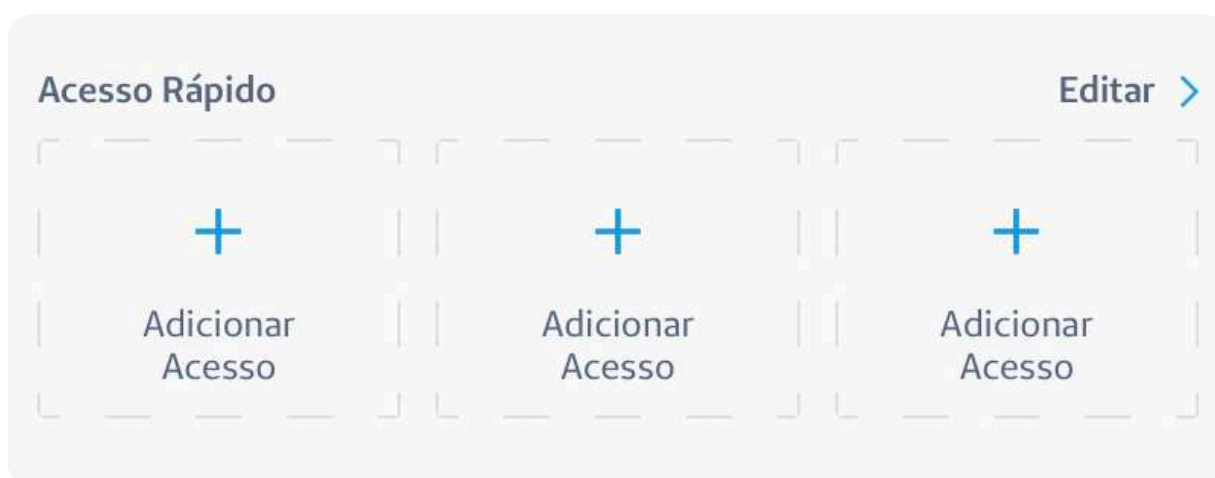 Acesso Rápido
Editar
Adicionar
Acesso
Adicionar
Acesso
Adicionar
Acesso